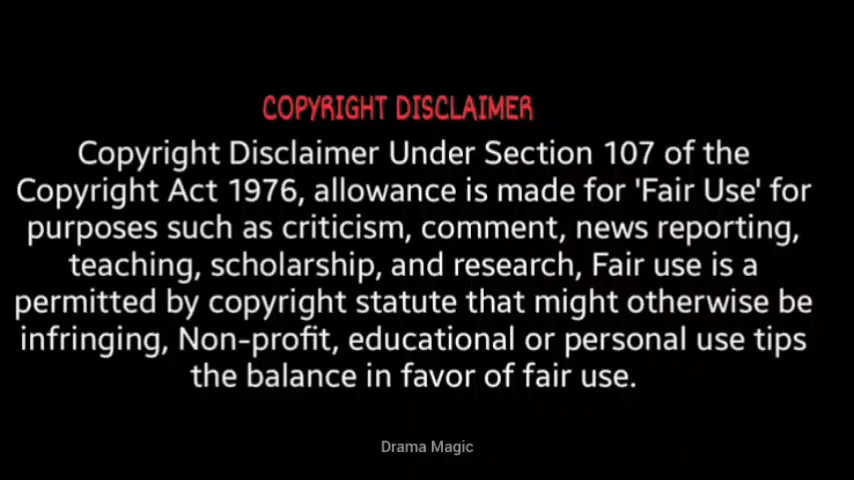 COPYRIGHT DISCLAIMER
Copyright Disclaimer Under Section 107 of the
Copyright Act 1976, allowance is made for 'Fair Use' for
purposes such as criticism, comment, news reporting,
teaching, scholarship, and research, Fair use is a
permitted by copyright statute that might otherwise be
infringing, Non-profit, educational or personal use tips
the balance in favor of fair use.
Drama Magic